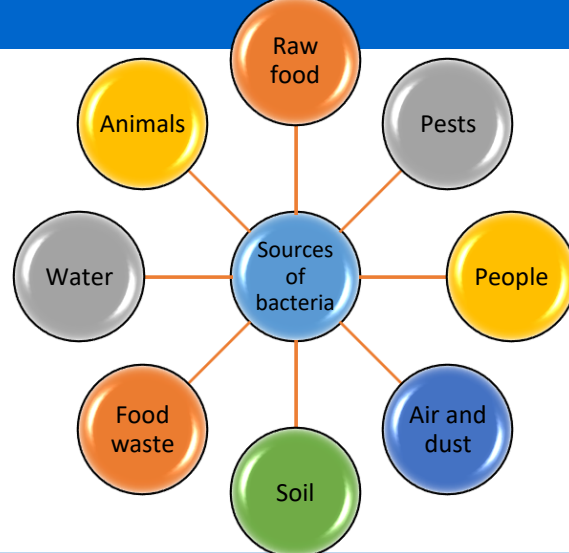 Raw
food
Animals
Pests
Sources
of
bacteria
Water
People
Food
waste
Air and
dust
Soil